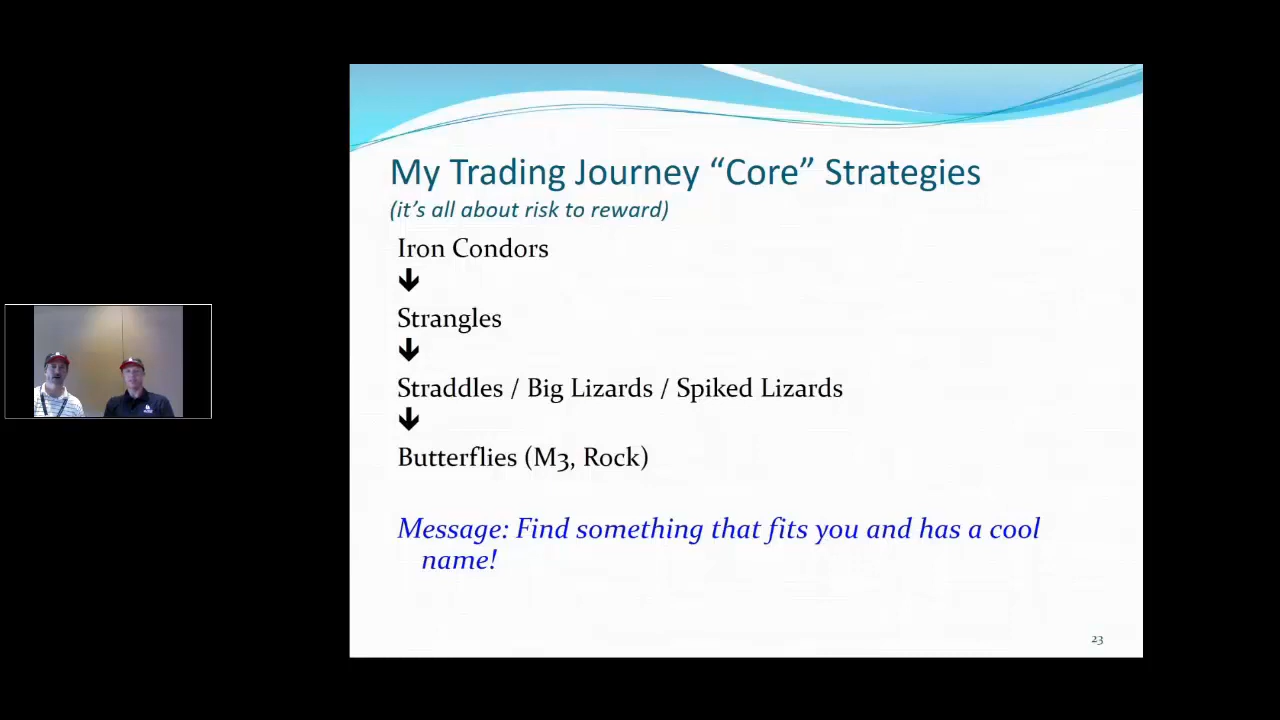 My Trading Journey “Core” Strategies
(it’s all about risk to reward)
Iron Condors
Strangles
Straddles / Big Lizards / Spiked Lizards
Butterflies (M3, Rock)
Message: Find something that fits you and has a cool
name!
23